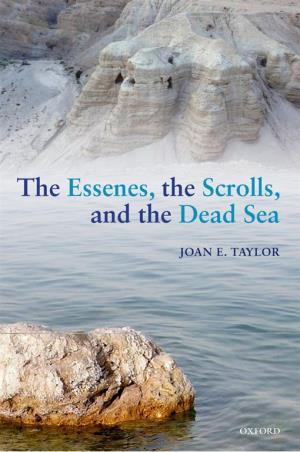 The Essenes, the Scrolls,
and the Dead Sea
JOAN E. TAYLOR
OXFORD